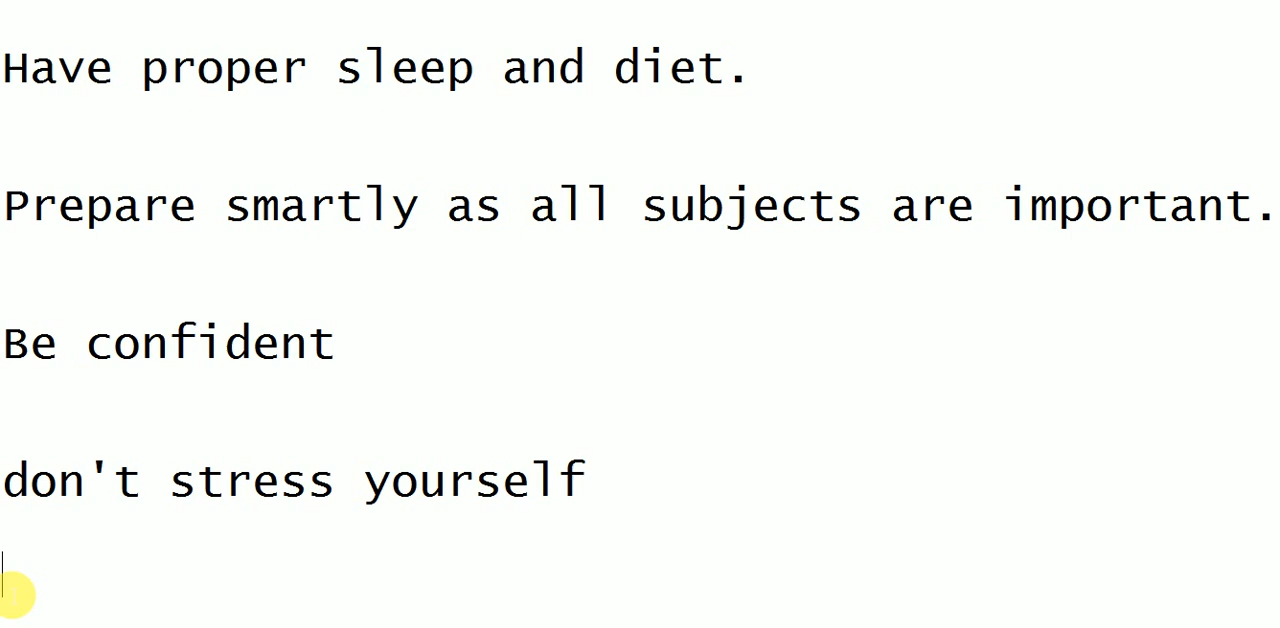 Have proper sleep and diet.
Prepare smartly as all subjects are important.
Be confident
don't stress yourself